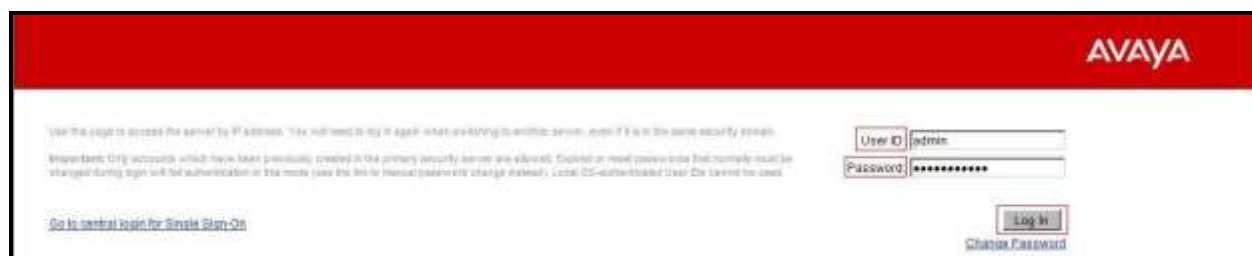 AVAYA
Use this page to access the server by IP address. You will need to log in again when switching to another server, even if it is in the same security domain.
User ID: admin
Important: Only accounts which have been previously created in the primary security server are allowed. Expired or reset passwords that normally must be
Password: •••••••••••
changed during login will fail authentication in this mode (use the link to manual password change instead). Local OS-authenticated User IDs cannot be used.
Go to central login for Single Sign-On
Log In
Change Password